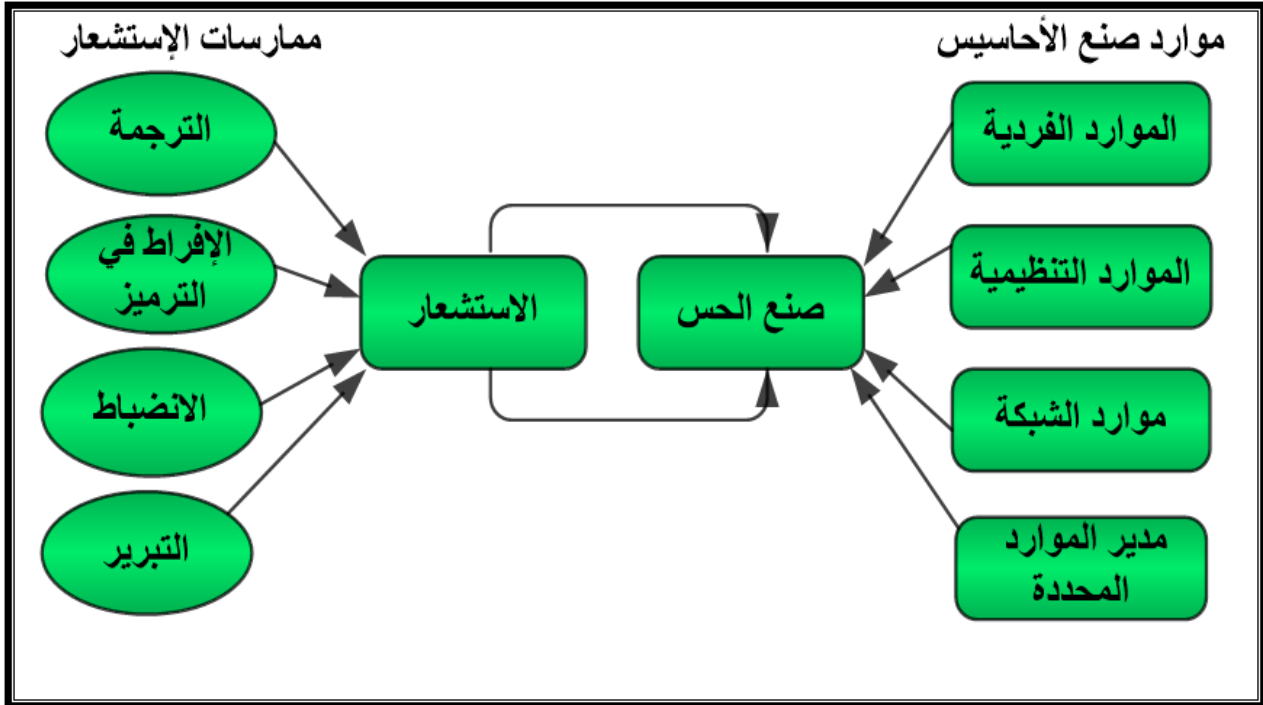 موارد صنع الأحاسيس
ممارسات الإستشعار
الموارد الفردية
الترجمة
الموارد التنظيمية
الإفراط في
الترميز
صنع الحس
الاستشعار
موارد الشبكة
الانضباط
مدير الموارد
المحددة
التبرير